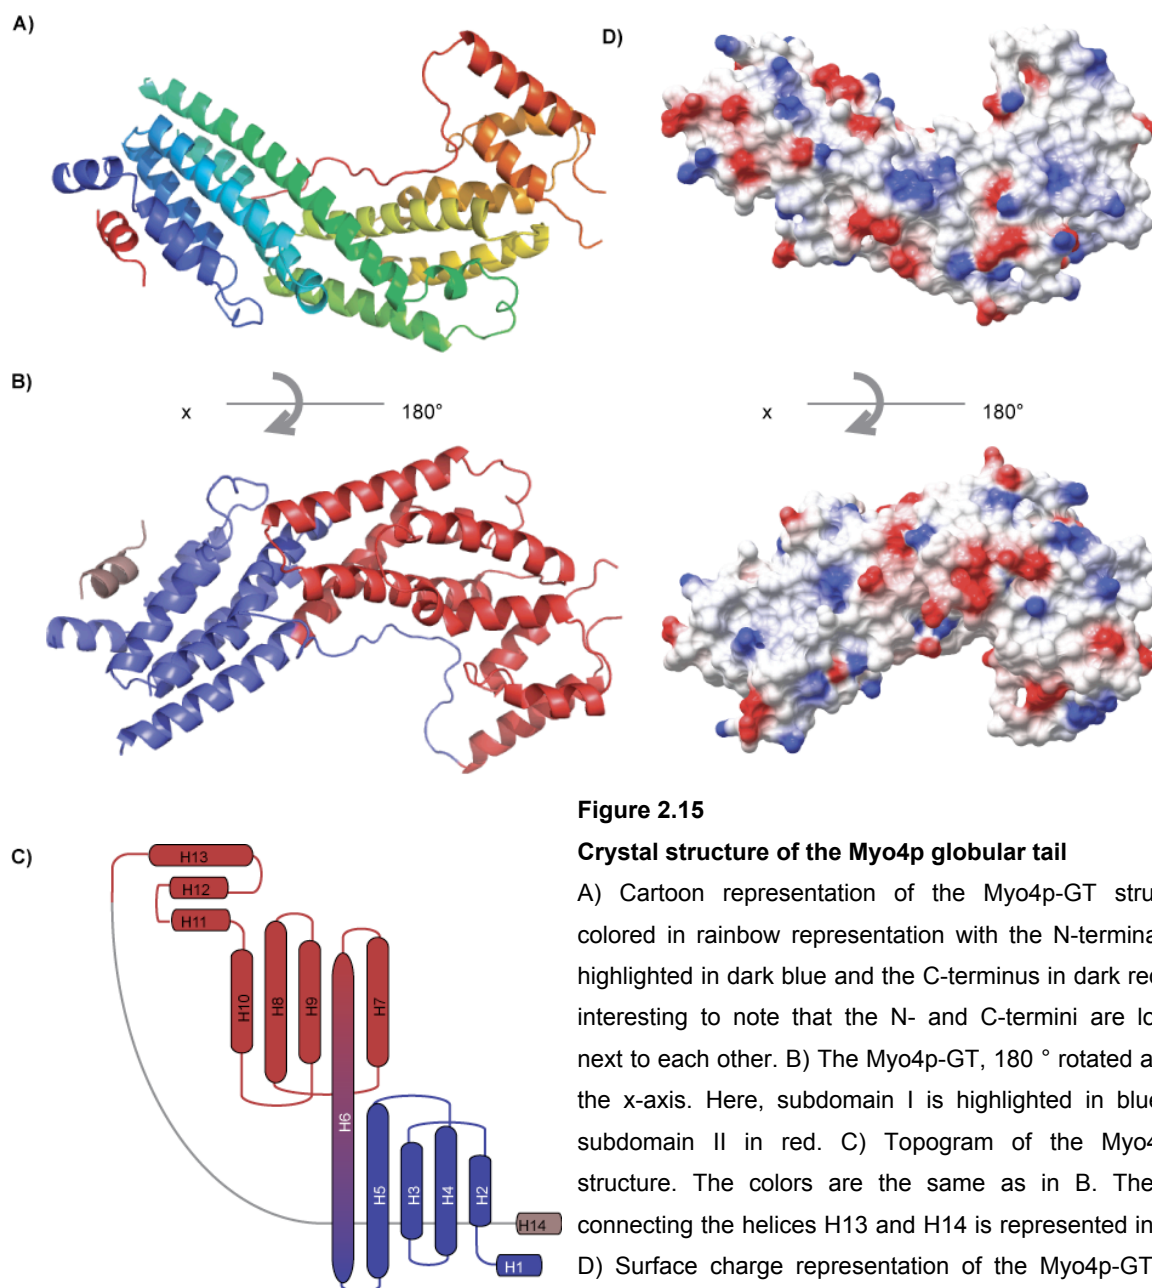 A)
D)
B)
x 180°
x 180°
C)
H13
H12
H11
H10
H8
H9
H7
H6
H5
H3
H4
H2
H14
H1
Figure 2.15
Crystal structure of the Myo4p globular tail
A) Cartoon representation of the Myo4p-GT stru
colored in rainbow representation with the N-termina
highlighted in dark blue and the C-terminus in dark red
interesting to note that the N- and C-termini are lo
next to each other. B) The Myo4p-GT, 180 ° rotated a
the x-axis. Here, subdomain I is highlighted in blue
subdomain II in red. C) Topogram of the Myo4
structure. The colors are the same as in B. The
connecting the helices H13 and H14 is represented in
D) Surface charge representation of the Myo4p-GT